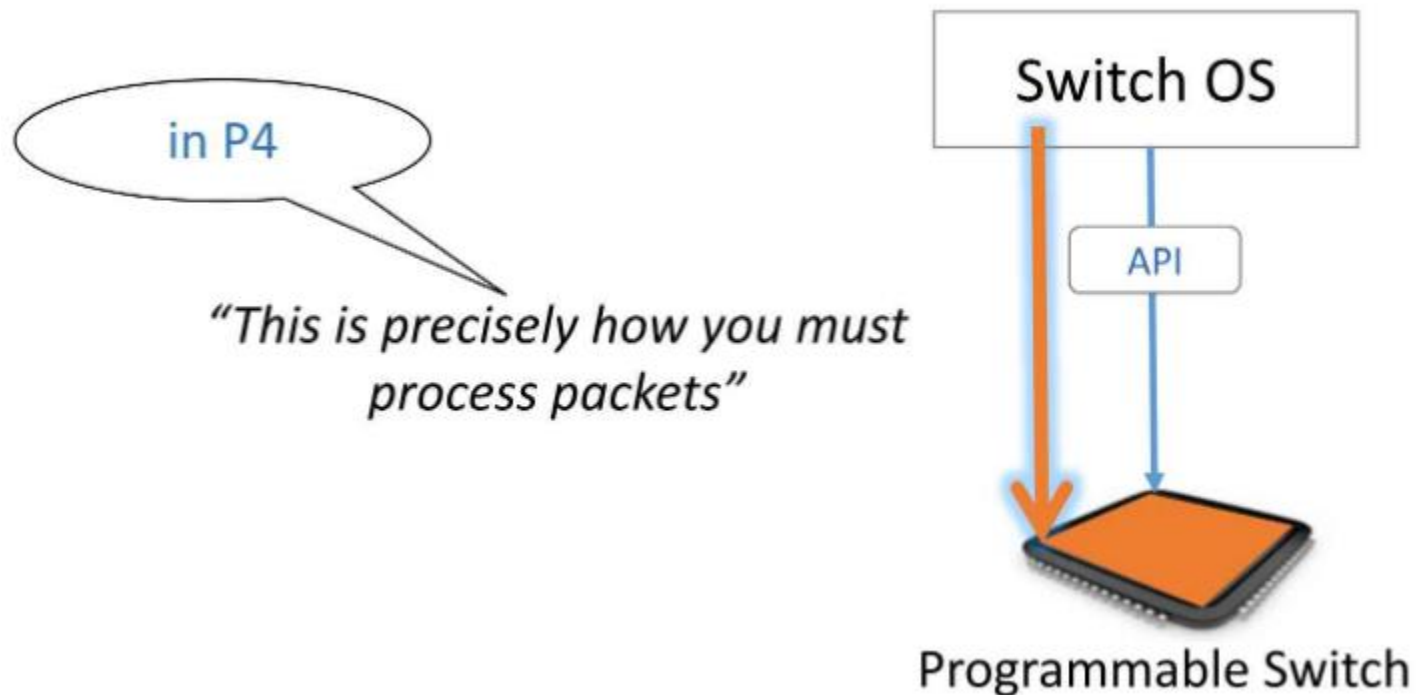 Switch OS
in P4
API
“This is precisely how you must
process packets”
Programmable Switch